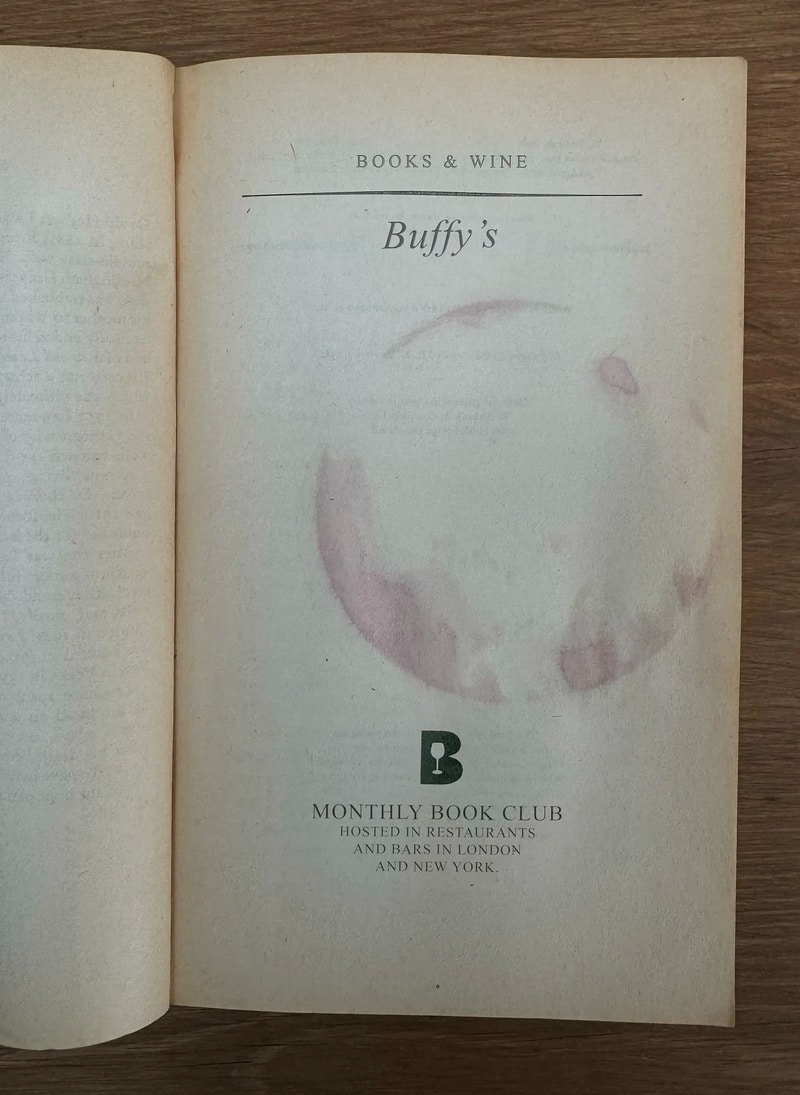 BOOKS & WINE
Buffy’s
B
MONTHLY BOOK CLUB
HOSTED IN RESTAURANTS
AND BARS IN LONDON
AND NEW YORK.